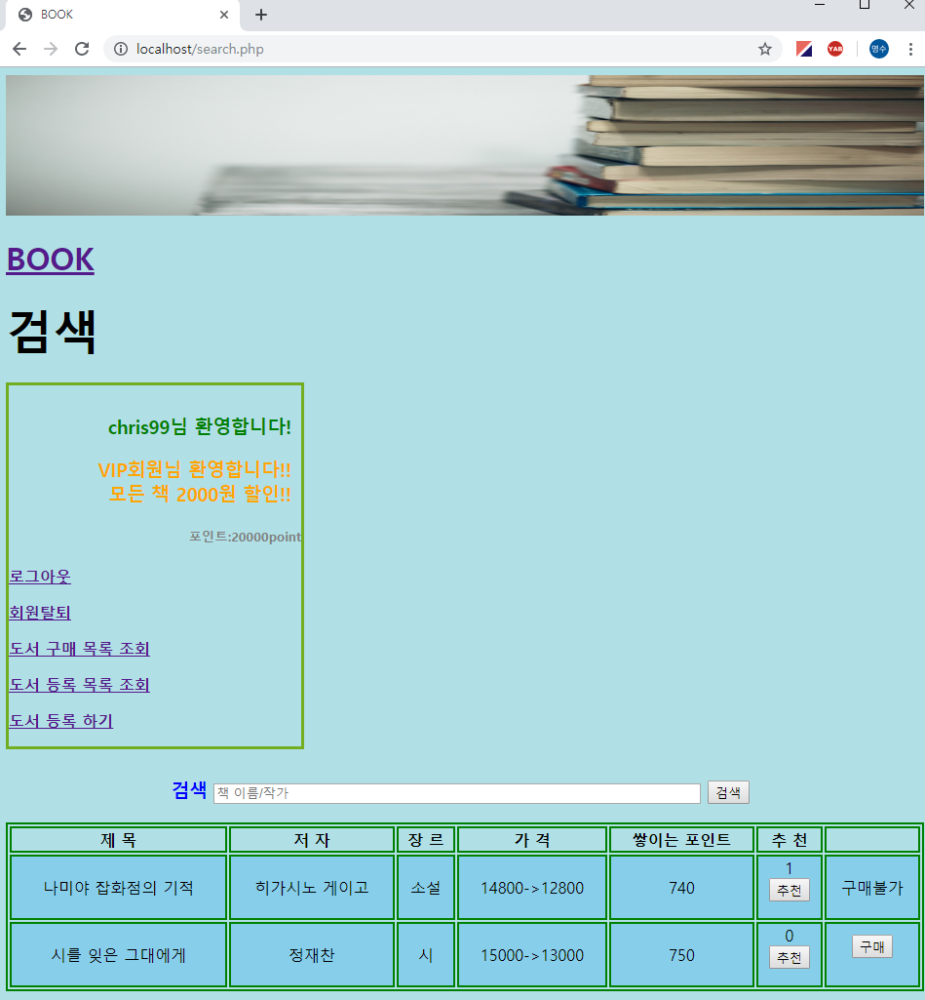 BOOK
localhost/search.php
YAB
영수
BOOK
검색
chris99님 환영합니다!
VIP회원님 환영합니다!!
모든 책 2000원 할인!!
포인트:20000point
로그아웃
회원탈퇴
도서 구매 목록 조회
도서 등록 목록 조회
도서 등록 하기
검색 책 이름/작가 검색
제 목 저 자 장 르 가 격 쌓이는 포인트 추 천
나미야 잡화점의 기적 히가시노 게이고 소설 14800->12800 740 1 추천 구매불가
시를 잊은 그대에게 정재찬 시 15000->13000 750 0 추천 구매